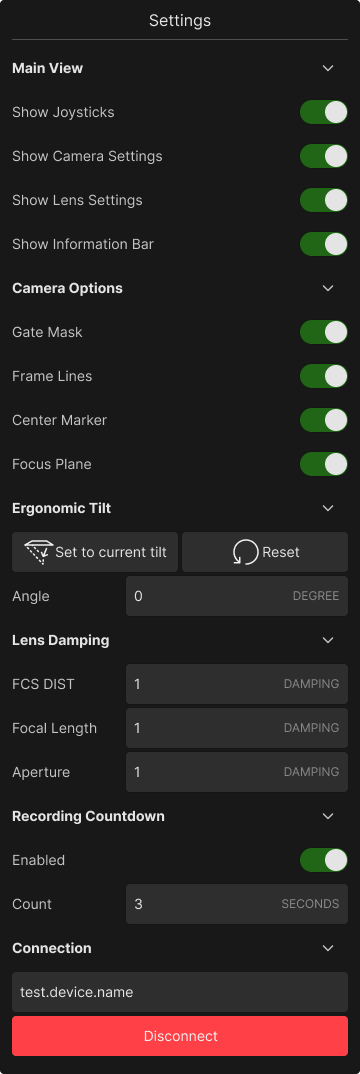 Settings
Main View
Show Joysticks
Show Camera Settings
Show Lens Settings
Show Information Bar
Camera Options
Gate Mask
Frame Lines
Center Marker
Focus Plane
Ergonomic Tilt
Set to current tilt Reset
Angle 0 DEGREE
Lens Damping
FCS DIST 1 DAMPING
Focal Length 1 DAMPING
Aperture 1 DAMPING
Recording Countdown
Enabled
Count 3 SECONDS
Connection
test.device.name
Disconnect